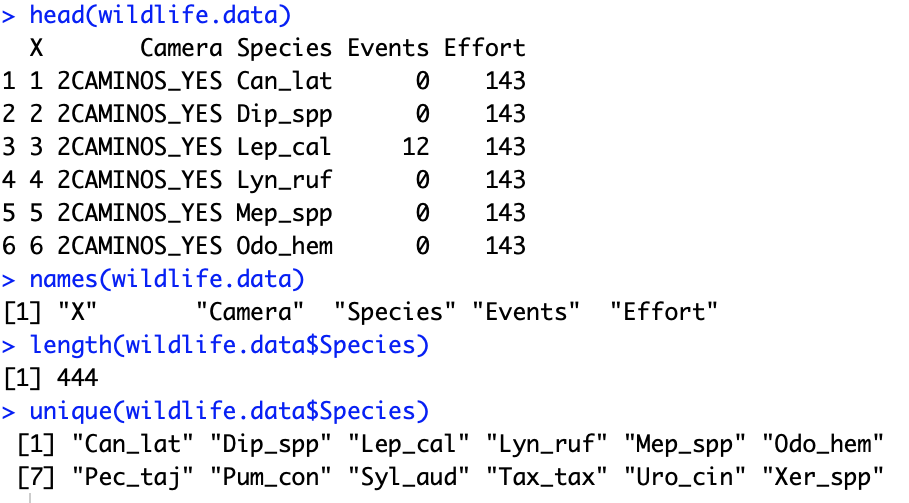 > head(wildlife.data)
  X       Camera Species Events Effort
1 1 2CAMINOS_YES Can_lat      0    143
2 2 2CAMINOS_YES Dip_spp      0    143
3 3 2CAMINOS_YES Lep_cal     12    143
4 4 2CAMINOS_YES Lyn_ruf      0    143
5 5 2CAMINOS_YES Mep_spp      0    143
6 6 2CAMINOS_YES Odo_hem      0    143
> names(wildlife.data)
[1] "X"       "Camera"  "Species" "Events"  "Effort"
> length(wildlife.data$Species)
[1] 444
> unique(wildlife.data$Species)
 [1] "Can_lat" "Dip_spp" "Lep_cal" "Lyn_ruf" "Mep_spp" "Odo_hem"
 [7] "Pec_taj" "Pum_con" "Syl_aud" "Tax_tax" "Uro_cin" "Xer_spp"